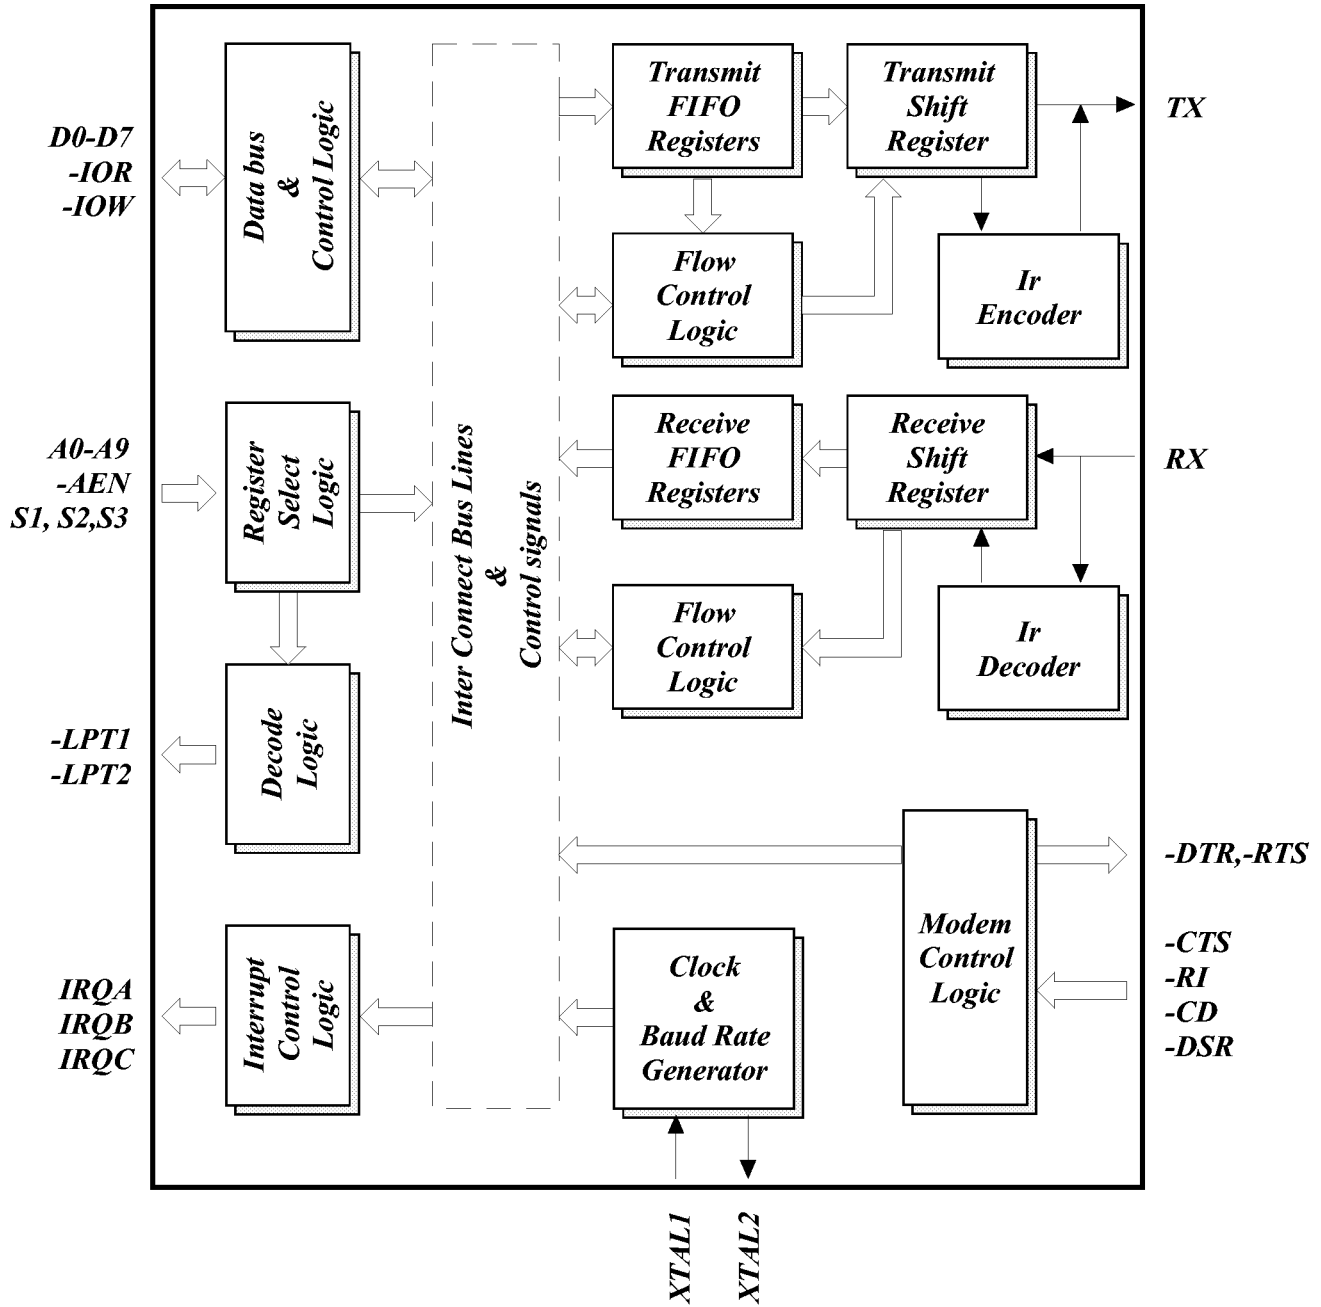 D0-D7
-IOR
-IOW
Data bus
&
Control Logic
A0-A9
-AEN
S1, S2,S3
Register
Select
Logic
-LPT1
-LPT2
Decode
Logic
IRQA
IRQB
IRQC
Interrupt
Control
Logic
Inter Connect Bus Lines
&
Control signals
Transmit
FIFO
Registers
Transmit
Shift
Register
TX
Flow
Control
Logic
Ir
Encoder
Receive
FIFO
Registers
Receive
Shift
Register
RX
Flow
Control
Logic
Ir
Decoder
Modem
Control
Logic
-DTR,-RTS
-CTS
-RI
-CD
-DSR
Clock
&
Baud Rate
Generator
XTAL1
XTAL2